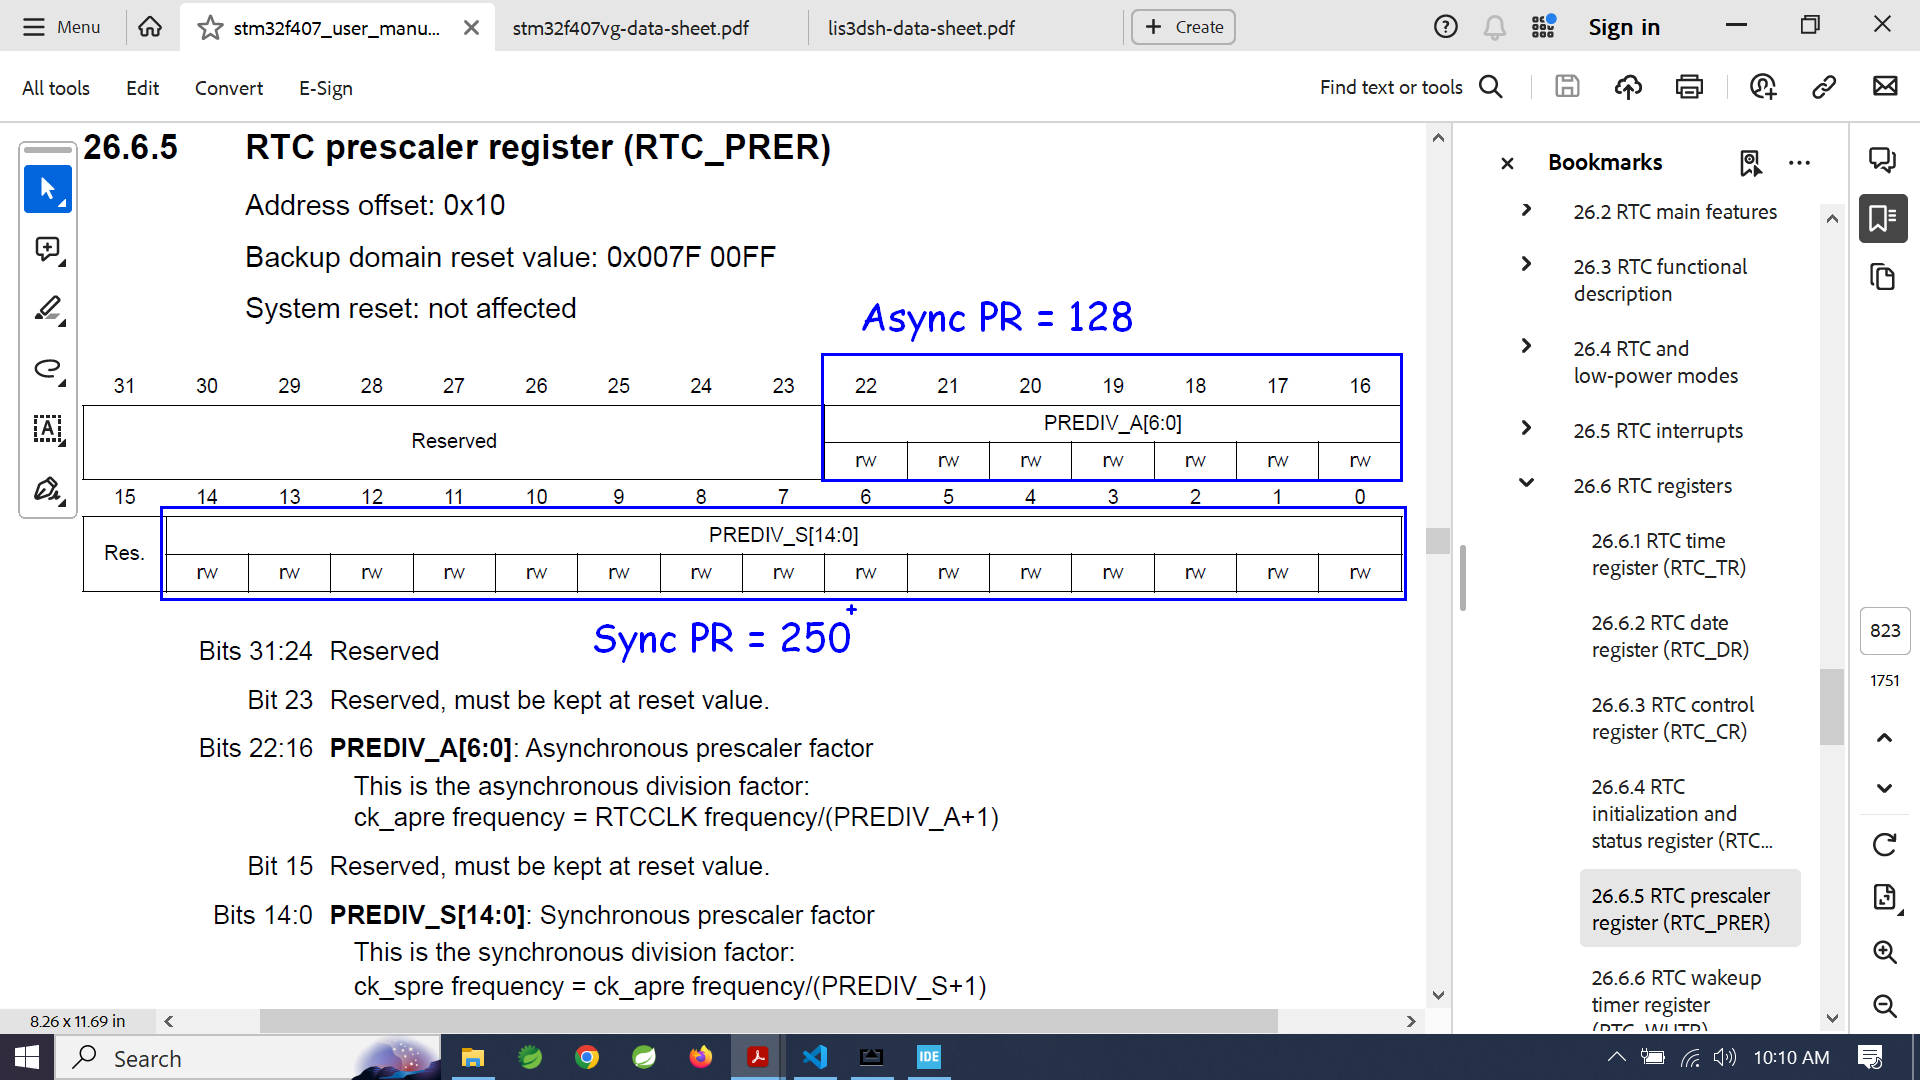 Menu
stm32f407_user_manu...
stm32f407vg-data-sheet.pdf
lis3dsh-data-sheet.pdf
Create
Sign in
All tools
Edit
Convert
E-Sign
Find text or tools
26.6.5 RTC prescaler register (RTC_PRER)
Address offset: 0x10
Backup domain reset value: 0x007F 00FF
System reset: not affected
Async PR = 128
31 30 29 28 27 26 25 24 23 22 21 20 19 18 17 16
Reserved
PREDIV_A[6:0]
rw rw rw rw rw rw rw
15 14 13 12 11 10 9 8 7 6 5 4 3 2 1 0
Res.
PREDIV_S[14:0]
rw rw rw rw rw rw rw rw rw rw rw rw rw rw rw
Sync PR = 250
Bits 31:24 Reserved
Bit 23 Reserved, must be kept at reset value.
Bits 22:16 PREDIV_A[6:0]: Asynchronous prescaler factor
This is the asynchronous division factor:
ck_apre frequency = RTCCLK frequency/(PREDIV_A+1)
Bit 15 Reserved, must be kept at reset value.
Bits 14:0 PREDIV_S[14:0]: Synchronous prescaler factor
This is the synchronous division factor:
ck_spre frequency = ck_apre frequency/(PREDIV_S+1)
8.26 x 11.69 in
Bookmarks
26.2 RTC main features
26.3 RTC functional
description
26.4 RTC and
low-power modes
26.5 RTC interrupts
26.6 RTC registers
26.6.1 RTC time
register (RTC_TR)
26.6.2 RTC date
register (RTC_DR)
26.6.3 RTC control
register (RTC_CR)
26.6.4 RTC
initialization and
status register (RTC...
26.6.5 RTC prescaler
register (RTC_PRER)
26.6.6 RTC wakeup
timer register
(RTC_WUTR)
823
1751
Search
IDE
10:10 AM